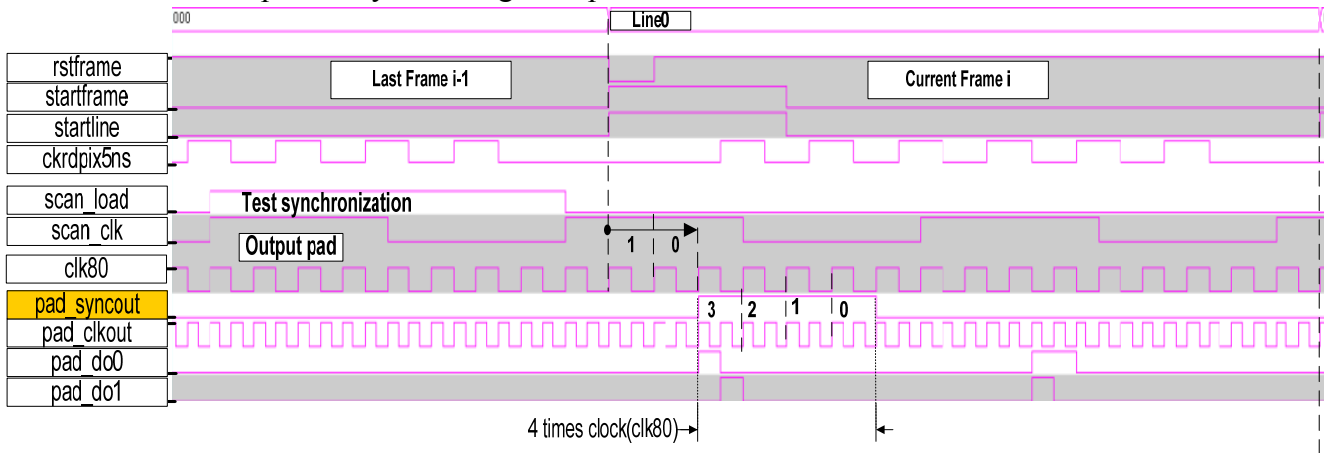 000
Line0
rstframe
Last Frame i-1
Current Frame i
startframe
startline
ckrdpix5ns
scan_load
Test synchronization
scan_clk
Output pad
1 0
clk80
pad_syncout
3 2 1 0
pad_clkout
pad_do0
pad_do1
4 times clock(clk80)